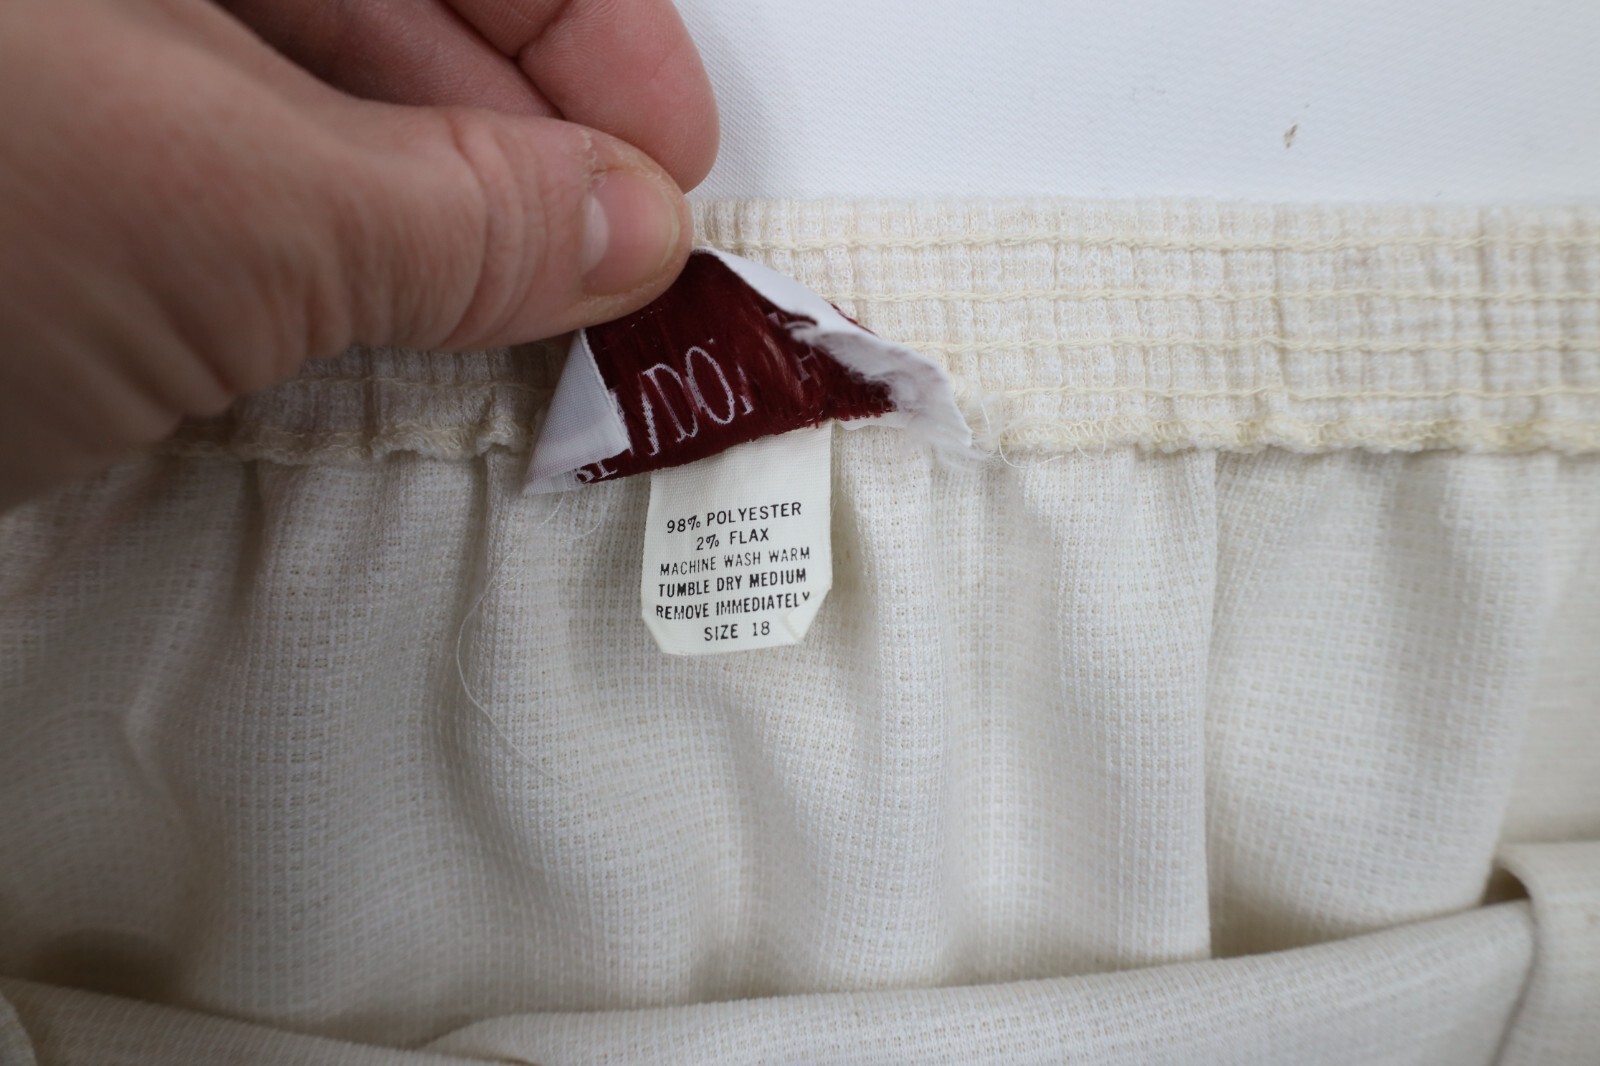 98% POLYESTER
2% FLAX
MACHINE WASH WARM
TUMBLE DRY MEDIUM
REMOVE IMMEDIATELY
SIZE 18